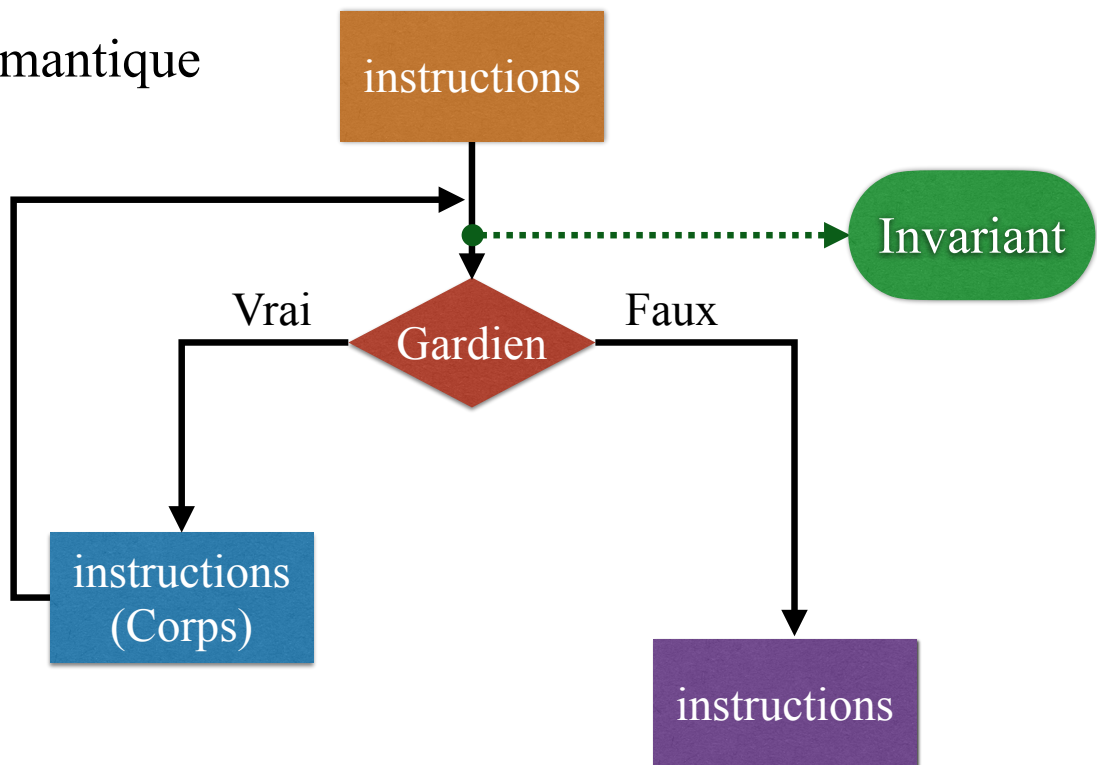 mantique
instructions
Invariant
Vrai
Faux
Gardien
instructions
(Corps)
instructions